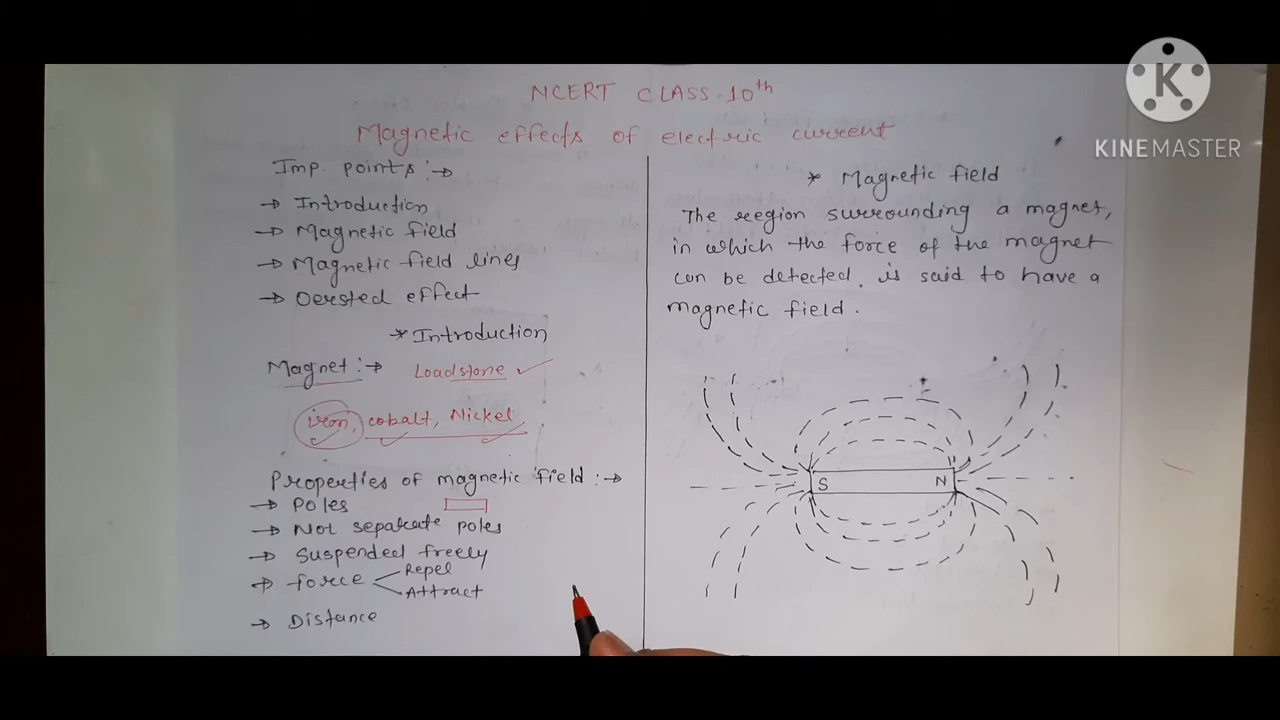 NCERT CLASS-10th
Magnetic effects of electric current
Imp. points :→
→ Introduction
→ Magnetic field
→ Magnetic field lines
→ Oersted effect
* Introduction
Magnet :→ Loadstone ✓
iron, cobalt, Nickel
Properties of magnetic field :→
→ Poles
→ Not separate poles
→ Suspended freely
→ force Repel
Attract
→ Distance
* Magnetic field
The reegion surrounding a magnet,
in which the force of the magnet
can be detected. is said to have a
magnetic field.
S N
K
KINEMASTER